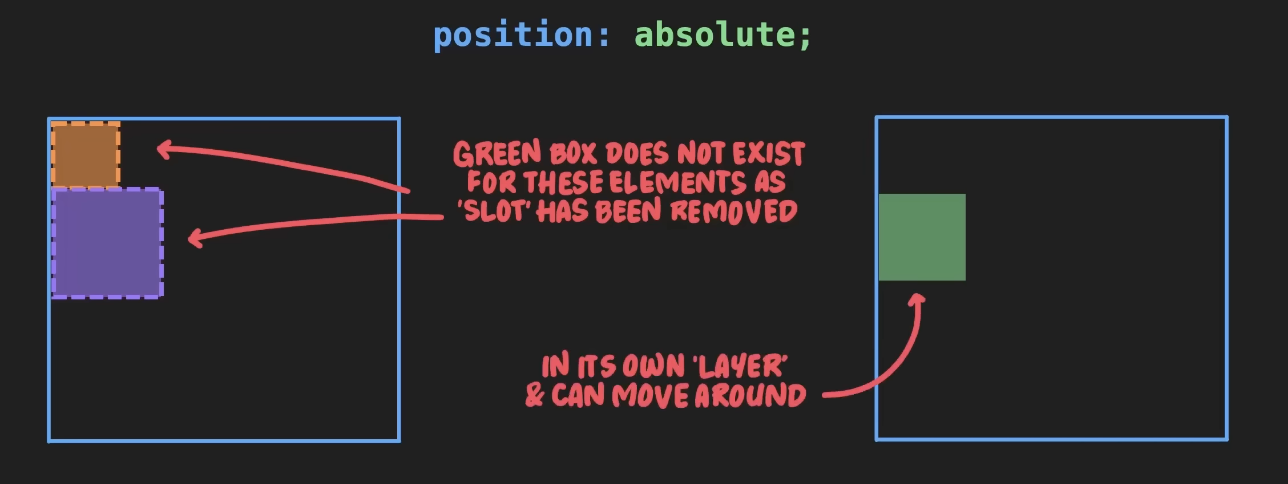 position: absolute;
GREEN BOX DOES NOT EXIST
FOR THESE ELEMENTS AS
'SLOT' HAS BEEN REMOVED
IN ITS OWN 'LAYER'
& CAN MOVE AROUND